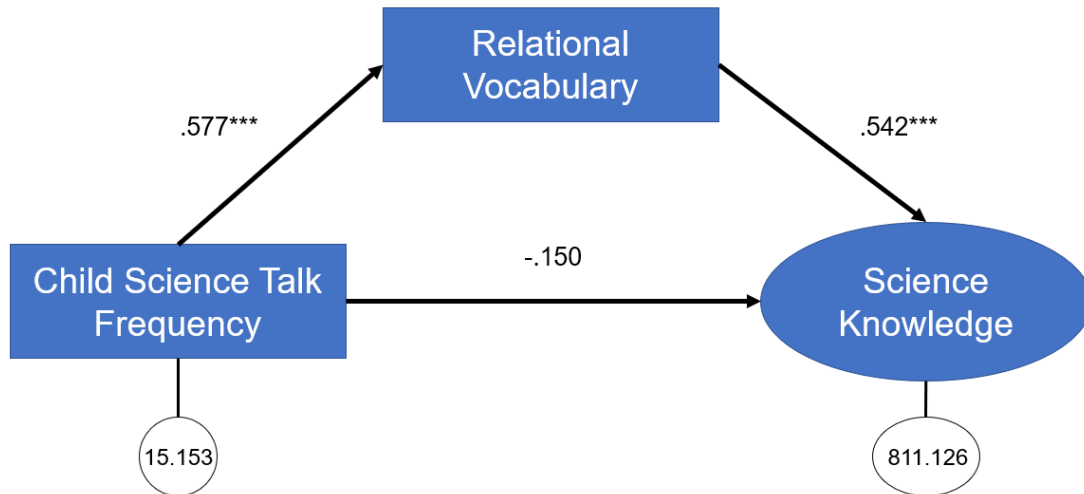 Relational
Vocabulary
.577***
.542***
Child Science Talk
Frequency
-.150
Science
Knowledge
15.153
811.126